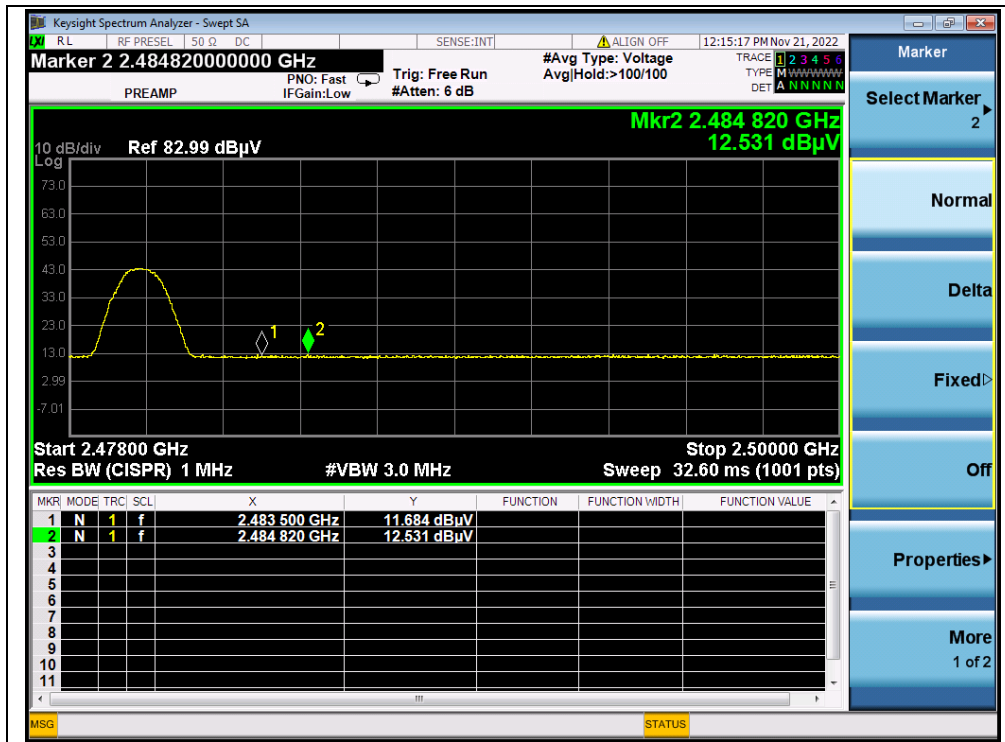 Keysight Spectrum Analyzer - Swept SA
LXI RL RF PRESEL 50 Ω DC SENSE:INT ALIGN OFF 12:15:17 PM Nov 21, 2022
Marker 2 2.484820000000 GHz
#Avg Type: Voltage TRACE 1 2 3 4 5 6
PNO: Fast Trig: Free Run Avg|Hold:>100/100 TYPE M WWWWW
PREAMP IFGain:Low #Atten: 6 dB DET A N N N N N
Mkr2 2.484 820 GHz
10 dB/div Ref 82.99 dBµV 12.531 dBµV
Log
73.0
63.0
53.0
43.0
33.0
23.0
1 2
13.0
2.99
-7.01
Start 2.47800 GHz Stop 2.50000 GHz
Res BW (CISPR) 1 MHz #VBW 3.0 MHz Sweep 32.60 ms (1001 pts)
MKR MODE TRC SCL X Y FUNCTION FUNCTION WIDTH FUNCTION VALUE
1 N 1 f 2.483 500 GHz 11.684 dBµV
2 N 1 f 2.484 820 GHz 12.531 dBµV
3
4
5
6
7
8
9
10
11
MSG STATUS
Marker
Select Marker
2
Normal
Delta
Fixed
Off
Properties
More
1 of 2